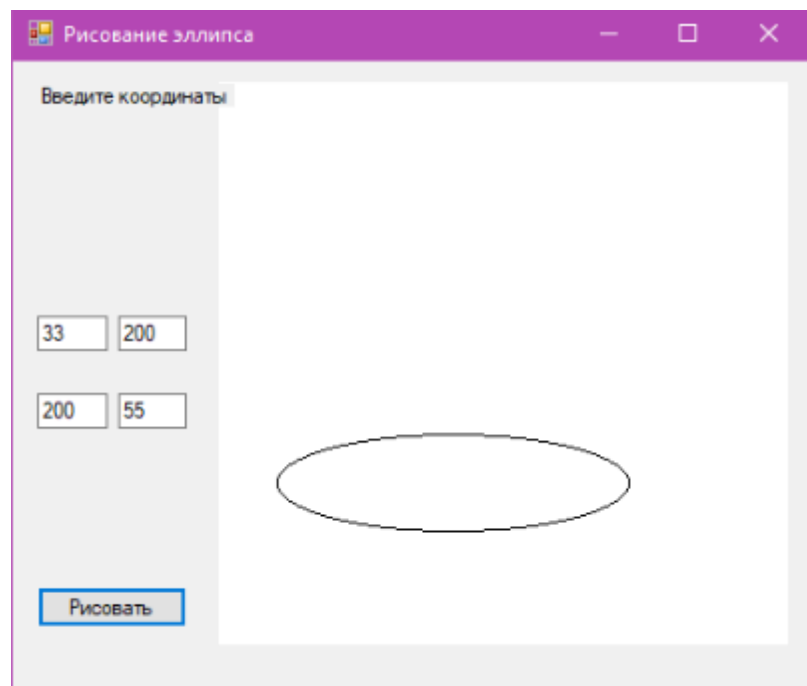 Рисование эллипса
Введите координаты
33 200
200 55
Рисовать